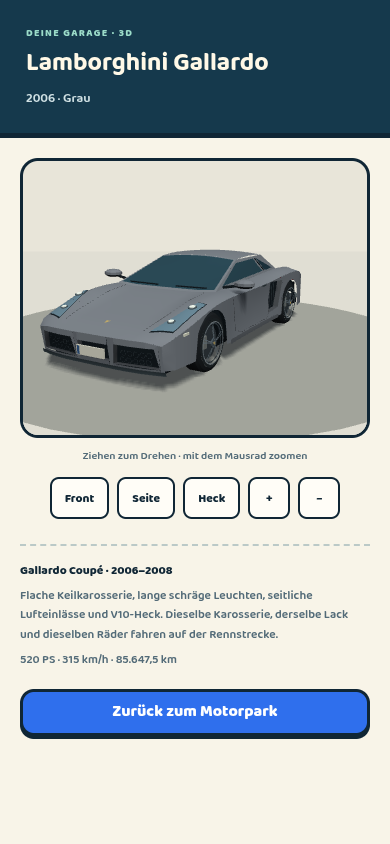 DEINE GARAGE · 3D
Lamborghini Gallardo
2006 · Grau
Ziehen zum Drehen · mit dem Mausrad zoomen
Front
Seite
Heck
+
−
Gallardo Coupé · 2006–2008
Flache Keilkarosserie, lange schräge Leuchten, seitliche
Lufteinlässe und V10-Heck. Dieselbe Karosserie, derselbe Lack
und dieselben Räder fahren auf der Rennstrecke.
520 PS · 315 km/h · 85.647,5 km
Zurück zum Motorpark